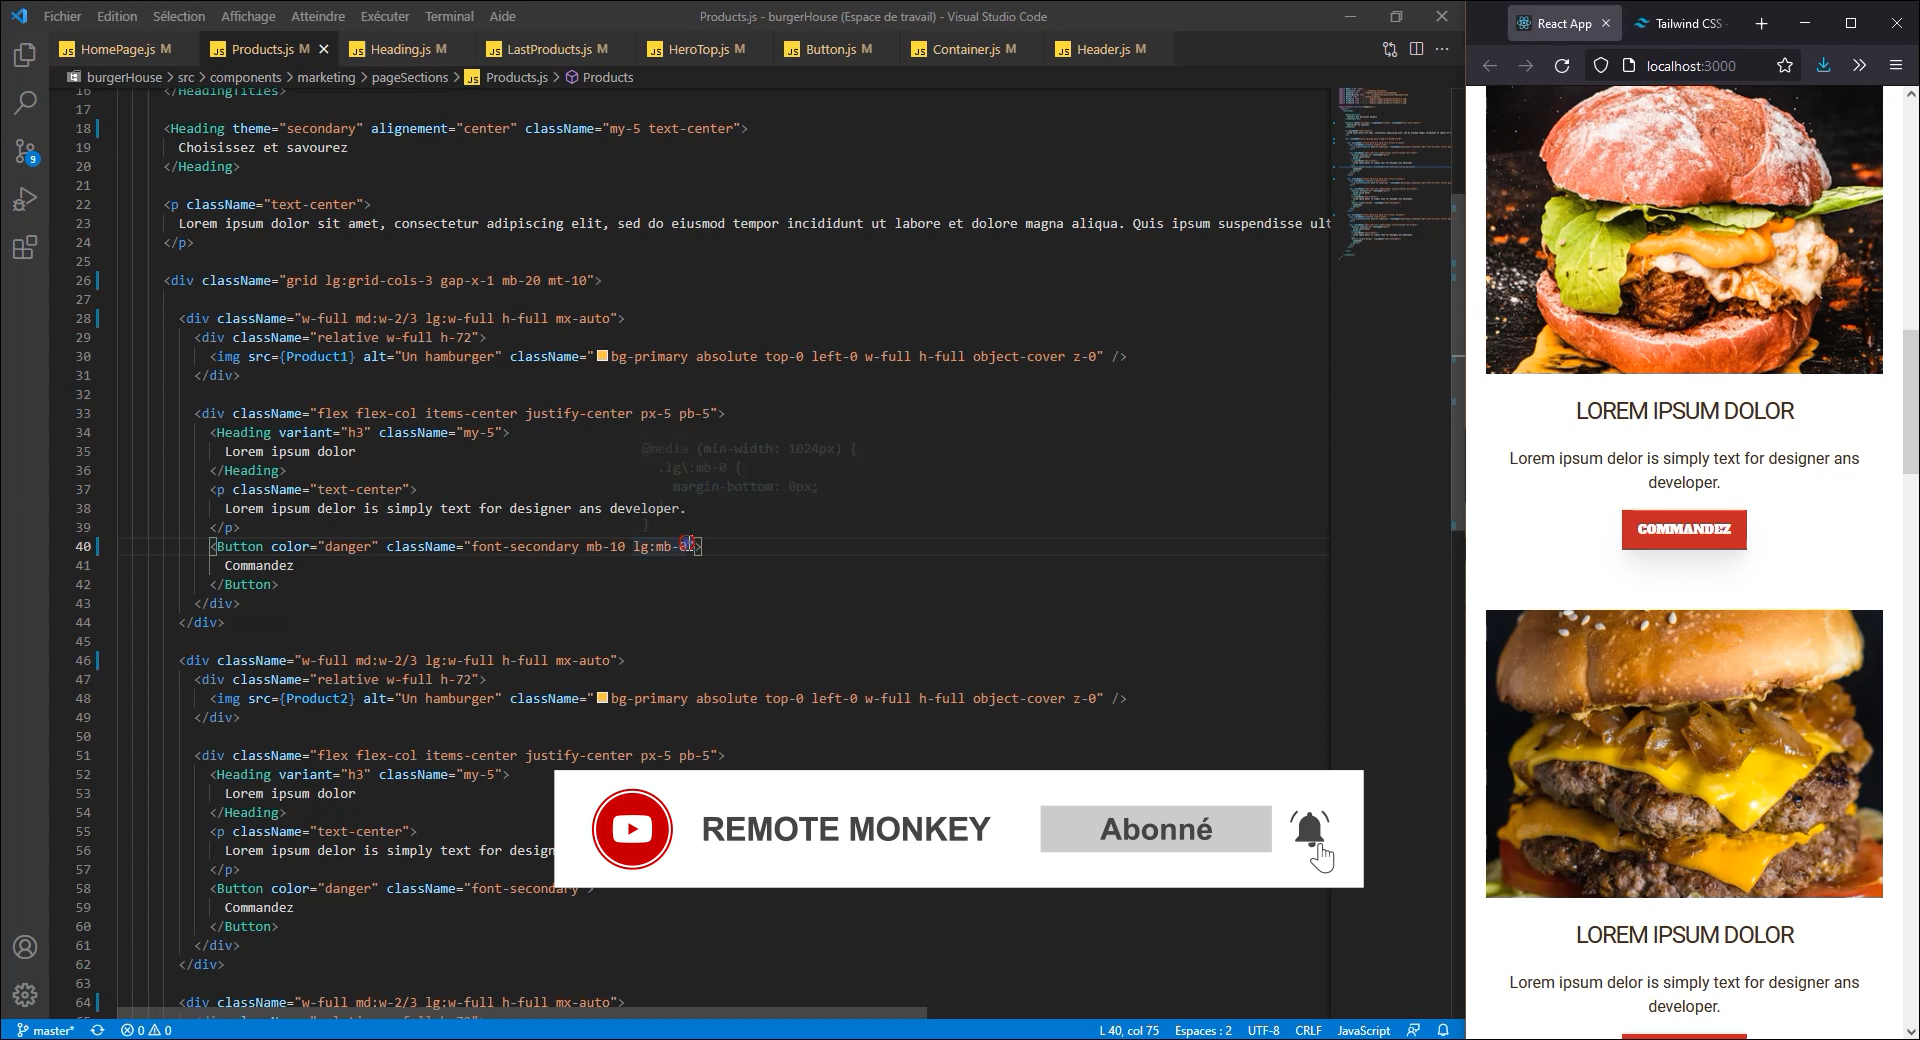 Fichier Edition Sélection Affichage Atteindre Exécuter Terminal Aide
Products.js - burgerHouse (Espace de travail) - Visual Studio Code
HomePage.js M Products.js M Heading.js M LastProducts.js M HeroTop.js M Button.js M Container.js M Header.js M
burgerHouse > src > components > marketing > pageSections > Products.js > Products
16 </HeadingTitles>
17
18 <Heading theme="secondary" alignement="center" className="my-5 text-center">
19 Choisissez et savourez
20 </Heading>
21
22 <p className="text-center">
23 Lorem ipsum dolor sit amet, consectetur adipiscing elit, sed do eiusmod tempor incididunt ut labore et dolore magna aliqua. Quis ipsum suspendisse ult
24 </p>
25
26 <div className="grid lg:grid-cols-3 gap-x-1 mb-20 mt-10">
27
28 <div className="w-full md:w-2/3 lg:w-full h-full mx-auto">
29 <div className="relative w-full h-72">
30 <img src={Product1} alt="Un hamburger" className="bg-primary absolute top-0 left-0 w-full h-full object-cover z-0" />
31 </div>
32
33 <div className="flex flex-col items-center justify-center px-5 pb-5">
34 <Heading variant="h3" className="my-5">
35 Lorem ipsum dolor
36 </Heading>
37 <p className="text-center">
38 Lorem ipsum delor is simply text for designer ans developer.
39 </p>
40 <Button color="danger" className="font-secondary mb-10 lg:mb-0">
41 Commandez
42 </Button>
43 </div>
44 </div>
45
46 <div className="w-full md:w-2/3 lg:w-full h-full mx-auto">
47 <div className="relative w-full h-72">
48 <img src={Product2} alt="Un hamburger" className="bg-primary absolute top-0 left-0 w-full h-full object-cover z-0" />
49 </div>
50
51 <div className="flex flex-col items-center justify-center px-5 pb-5">
52 <Heading variant="h3" className="my-5">
53 Lorem ipsum dolor
54 </Heading>
55 <p className="text-center">
56 Lorem ipsum delor is simply text for design
57 </p>
58 <Button color="danger" className="font-secondary">
59 Commandez
60 </Button>
61 </div>
62 </div>
63
64 <div className="w-full md:w-2/3 lg:w-full h-full mx-auto">
@media (min-width: 1024px) {
.lg\:mb-0 {
margin-bottom: 0px;
}
}
REMOTE MONKEY
Abonné
9
master* 0 0
L 40, col 75 Espaces : 2 UTF-8 CRLF JavaScript
React App
Tailwind CSS
localhost:3000
LOREM IPSUM DOLOR
Lorem ipsum delor is simply text for designer ans
developer.
COMMANDEZ
LOREM IPSUM DOLOR
Lorem ipsum delor is simply text for designer ans
developer.